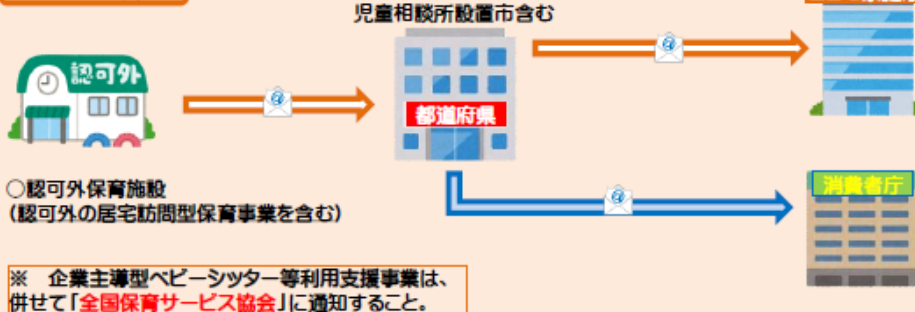 児童相談所設置市含む
認可外
都道府県
消費者庁
○認可外保育施設
(認可外の居宅訪問型保育事業を含む)
※ 企業主導型ベビーシッター等利用支援事業は、
併せて「全国保育サービス協会」に通知すること。